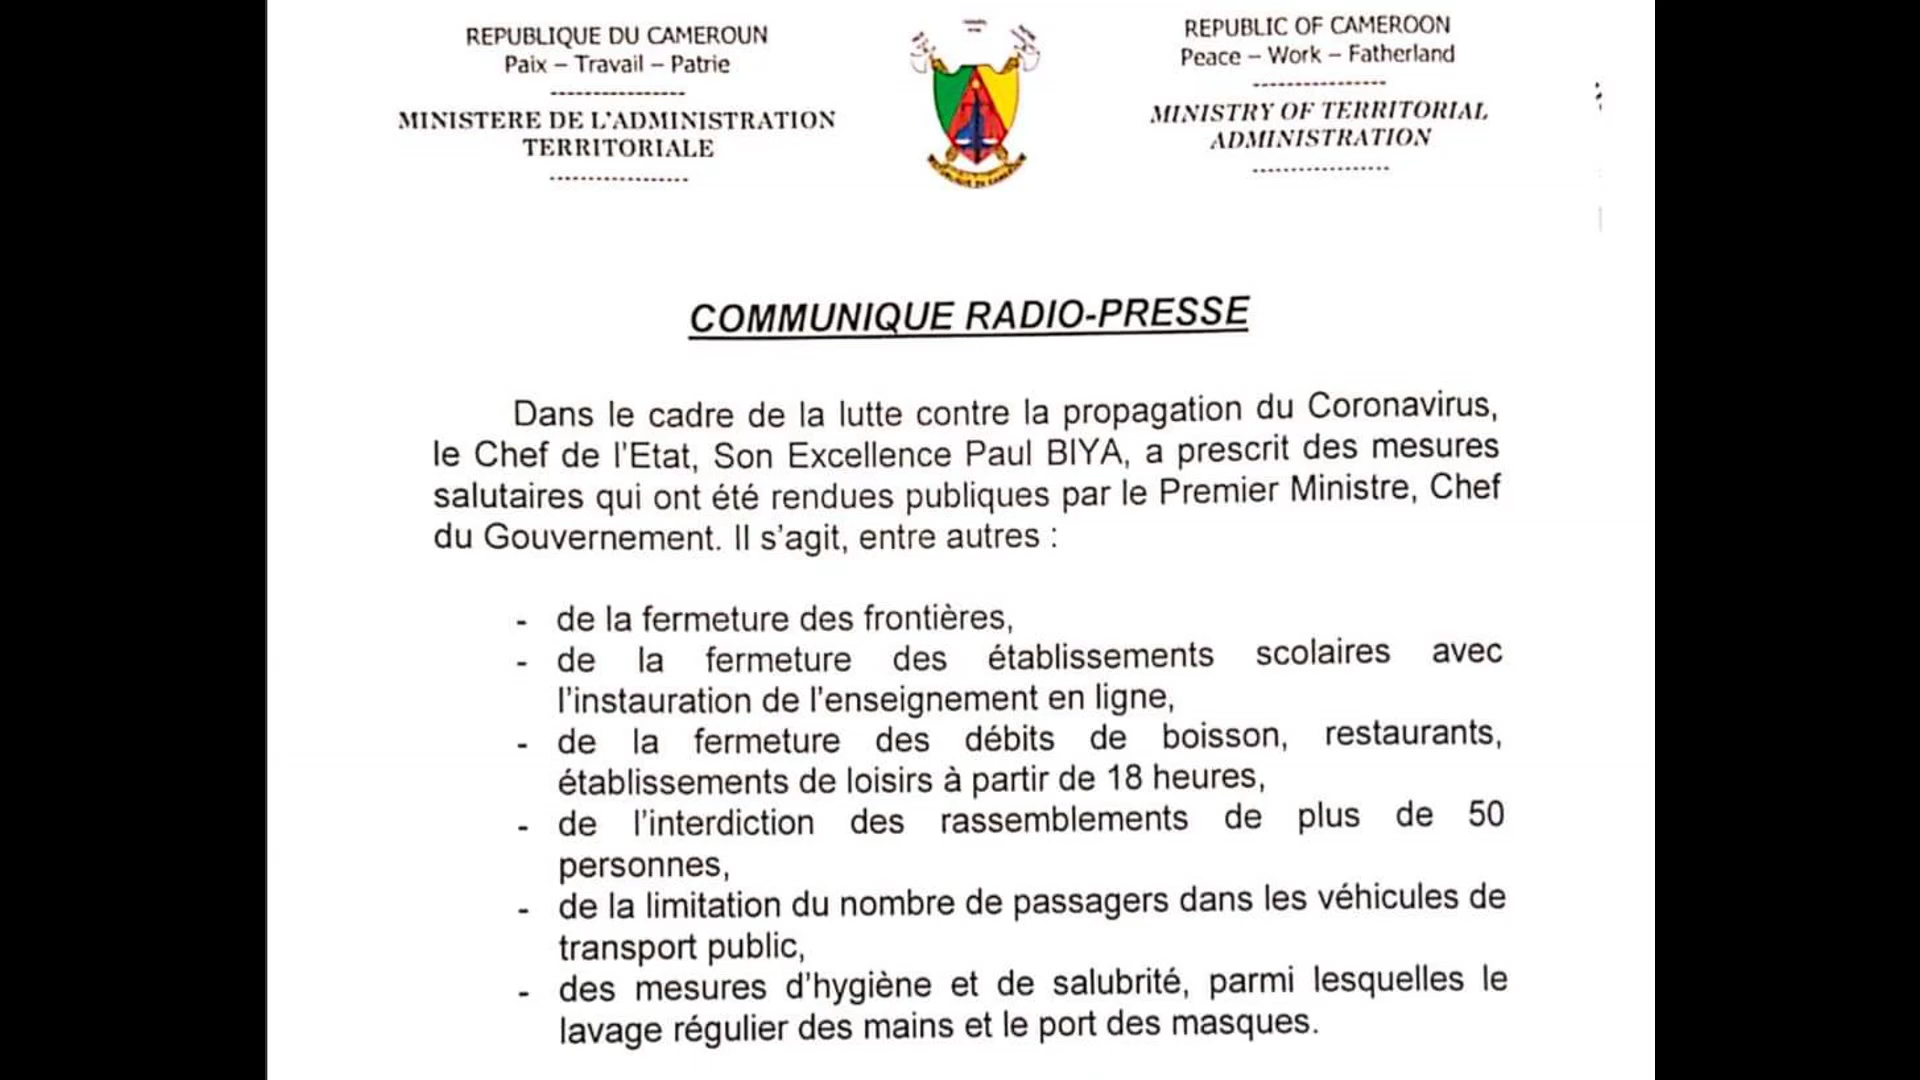 REPUBLIQUE DU CAMEROUN
Paix – Travail – Patrie
---------------
MINISTERE DE L'ADMINISTRATION
TERRITORIALE
---------------
REPUBLIC OF CAMEROON
Peace – Work – Fatherland
---------------
MINISTRY OF TERRITORIAL
ADMINISTRATION
---------------
COMMUNIQUE RADIO-PRESSE
Dans le cadre de la lutte contre la propagation du Coronavirus,
le Chef de l'Etat, Son Excellence Paul BIYA, a prescrit des mesures
salutaires qui ont été rendues publiques par le Premier Ministre, Chef
du Gouvernement. Il s'agit, entre autres :
- de la fermeture des frontières,
- de la fermeture des établissements scolaires avec
l'instauration de l'enseignement en ligne,
- de la fermeture des débits de boisson, restaurants,
établissements de loisirs à partir de 18 heures,
- de l'interdiction des rassemblements de plus de 50
personnes,
- de la limitation du nombre de passagers dans les véhicules de
transport public,
- des mesures d'hygiène et de salubrité, parmi lesquelles le
lavage régulier des mains et le port des masques.